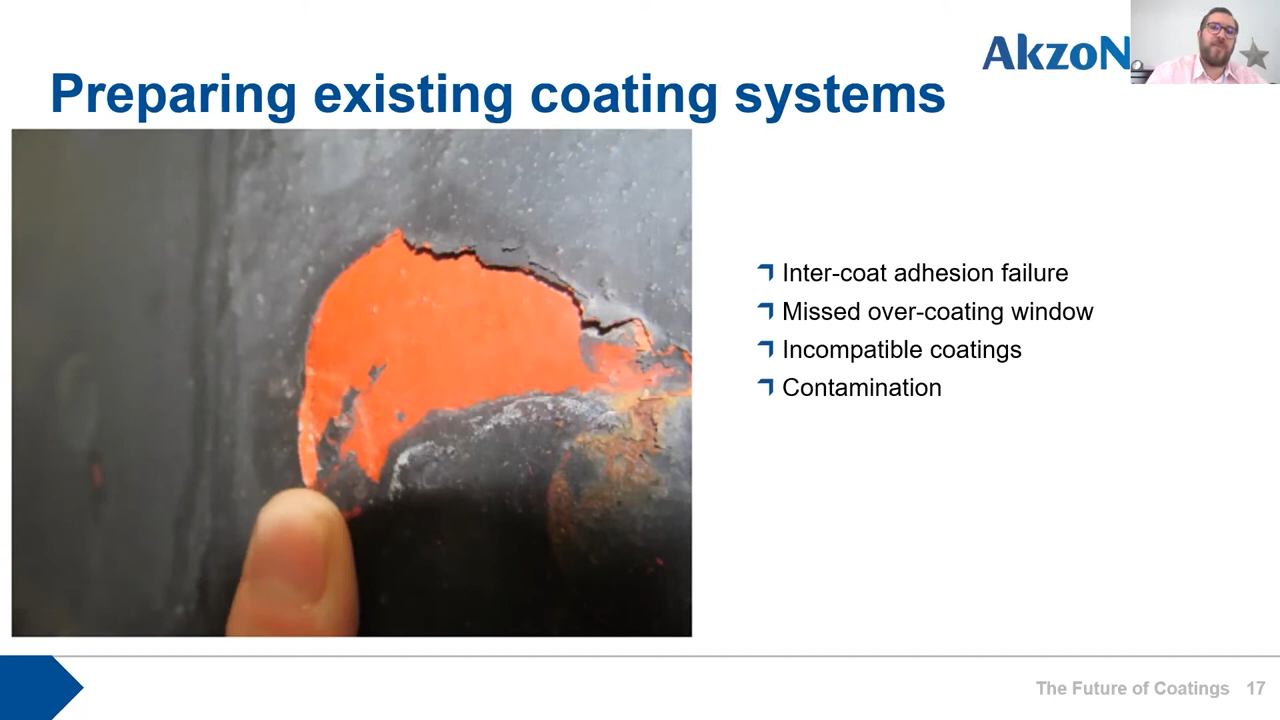 AkzoN
Preparing existing coating systems
Inter-coat adhesion failure
Missed over-coating window
Incompatible coatings
Contamination
The Future of Coatings 17